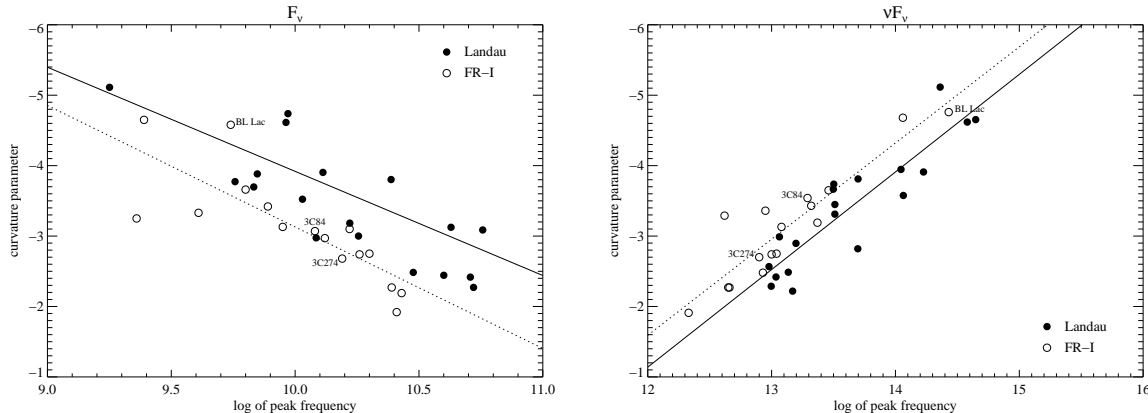 Fν
−6
−5
−4
−3
−2
−1
curvature parameter
Landau
FR−I
BL Lac
3C84
3C274
9.0 9.5 10.0 10.5 11.0
log of peak frequency
νFν
−6
−5
−4
−3
−2
−1
curvature parameter
BL Lac
3C84
3C274
Landau
FR−I
12 13 14 15 16
log of peak frequency